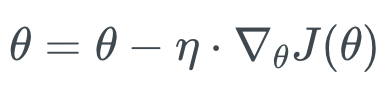 θ = θ − η · ∇θJ(θ)